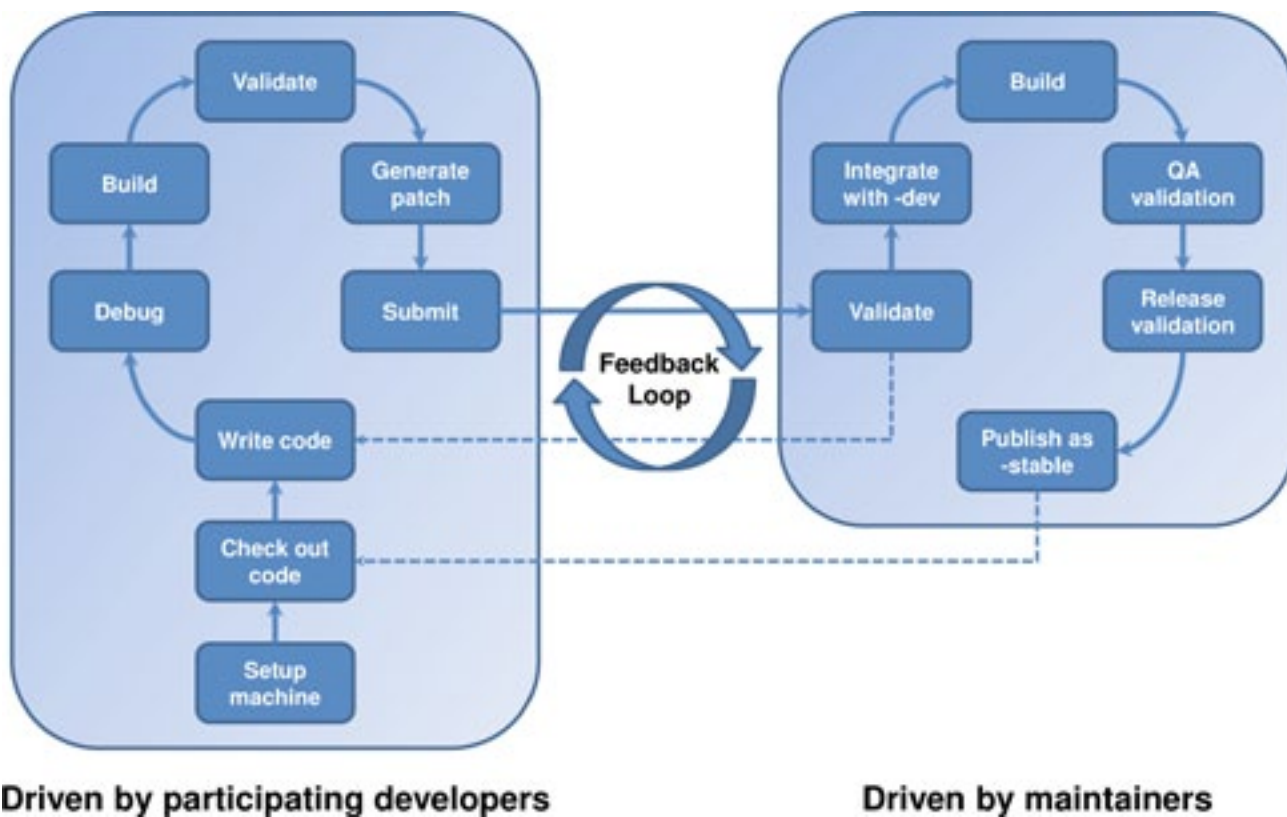 Validate
Build
Generate
patch
Debug
Submit
Write code
Check out
code
Setup
machine
Feedback
Loop
Build
Integrate
with -dev
QA
validation
Validate
Release
validation
Publish as
-stable
Driven by participating developers
Driven by maintainers